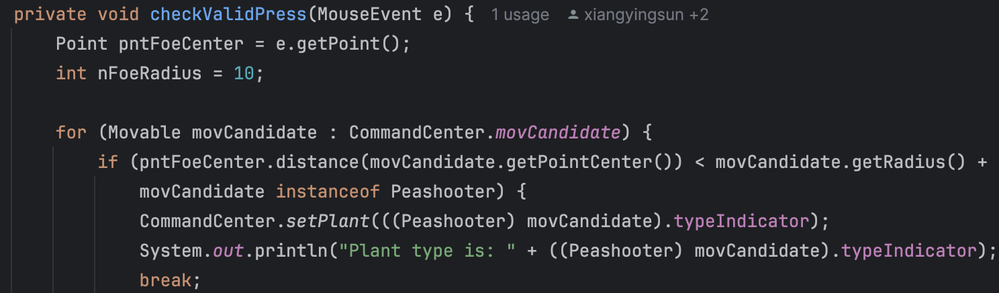 private void checkValidPress(MouseEvent e) { 1 usage xiangyingsun +2
    Point pntFoeCenter = e.getPoint();
    int nFoeRadius = 10;
    for (Movable movCandidate : CommandCenter.movCandidate) {
        if (pntFoeCenter.distance(movCandidate.getPointCenter()) < movCandidate.getRadius() +
            movCandidate instanceof Peashooter) {
            CommandCenter.setPlant(((Peashooter) movCandidate).typeIndicator);
            System.out.println("Plant type is: " + ((Peashooter) movCandidate).typeIndicator);
            break;